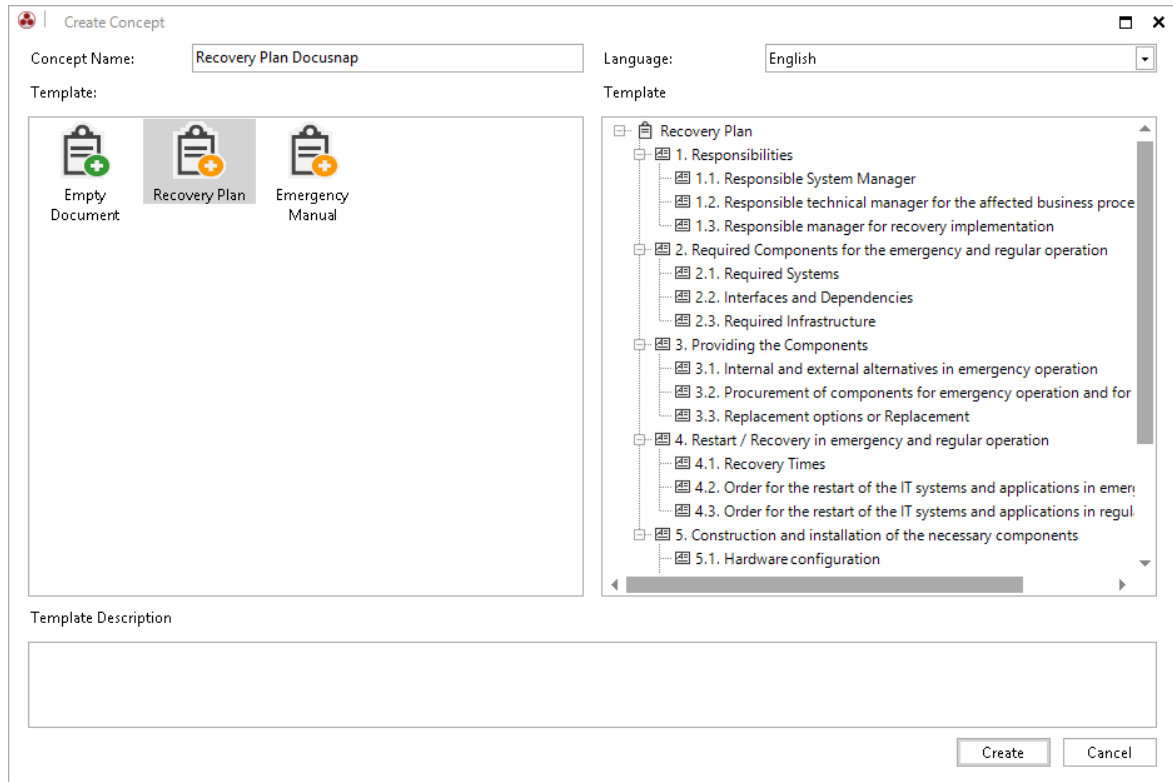 Create Concept
Concept Name:
Recovery Plan Docusnap
Language:
English
Template:
Template
Empty
Document
Recovery Plan
Emergency
Manual
Recovery Plan
1. Responsibilities
1.1. Responsible System Manager
1.2. Responsible technical manager for the affected business proce
1.3. Responsible manager for recovery implementation
2. Required Components for the emergency and regular operation
2.1. Required Systems
2.2. Interfaces and Dependencies
2.3. Required Infrastructure
3. Providing the Components
3.1. Internal and external alternatives in emergency operation
3.2. Procurement of components for emergency operation and for
3.3. Replacement options or Replacement
4. Restart / Recovery in emergency and regular operation
4.1. Recovery Times
4.2. Order for the restart of the IT systems and applications in emer
4.3. Order for the restart of the IT systems and applications in regul
5. Construction and installation of the necessary components
5.1. Hardware configuration
Template Description
Create
Cancel